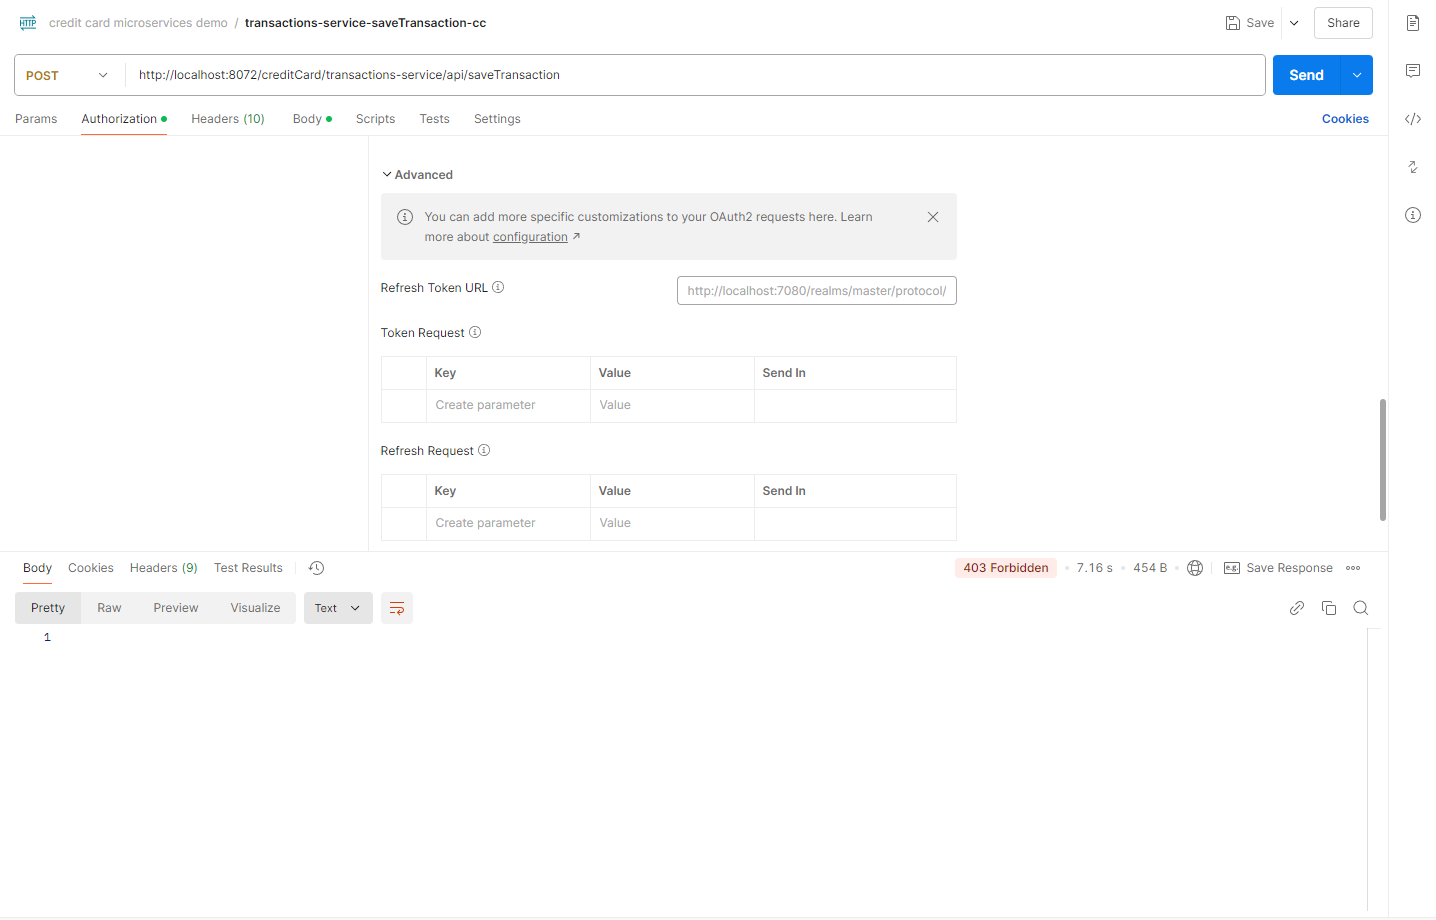 HTTP credit card microservices demo / transactions-service-saveTransaction-cc Save Share
POST http://localhost:8072/creditCard/transactions-service/api/saveTransaction Send
Params Authorization Headers (10) Body Scripts Tests Settings Cookies
Advanced
You can add more specific customizations to your OAuth2 requests here. Learn
more about configuration ↗
Refresh Token URL
http://localhost:7080/realms/master/protocol/
Token Request
Key Value Send In
Create parameter Value
Refresh Request
Key Value Send In
Create parameter Value
Body Cookies Headers (9) Test Results 403 Forbidden • 7.16 s • 454 B • e.g. Save Response
Pretty Raw Preview Visualize Text
1